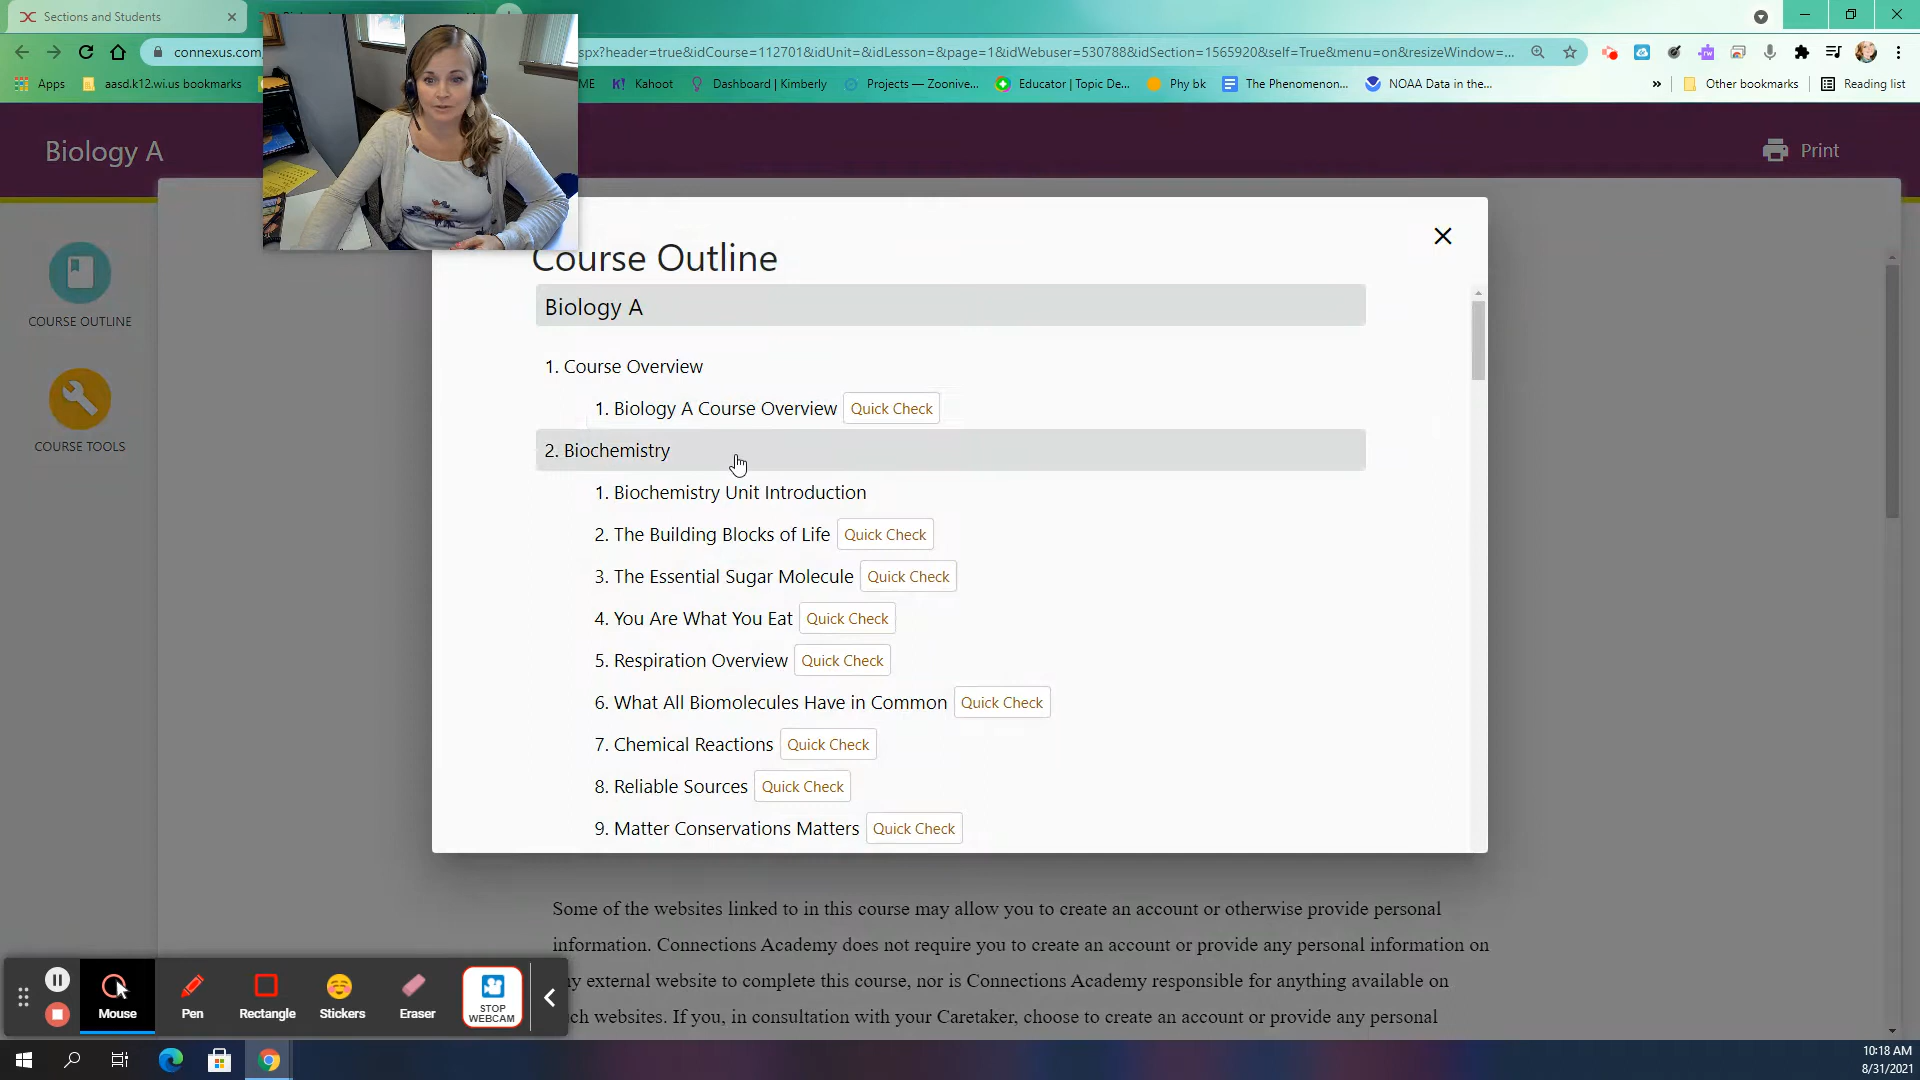 Sections and Students
connexus.com
spx?header=true&idCourse=112701&idUnit=&idLesson=&page=1&idWebuser=530788&idSection=1565920&self=True&menu=on&resizeWindow=...
Apps
aasd.k12.wi.us bookmarks
ME
Kahoot
Dashboard | Kimberly
Projects — Zoonive...
Educator | Topic De...
Phy bk
The Phenomenon...
NOAA Data in the...
»
Other bookmarks
Reading list
Biology A
Print
COURSE OUTLINE
COURSE TOOLS
Course Outline
Biology A
1. Course Overview
1. Biology A Course Overview Quick Check
2. Biochemistry
1. Biochemistry Unit Introduction
2. The Building Blocks of Life Quick Check
3. The Essential Sugar Molecule Quick Check
4. You Are What You Eat Quick Check
5. Respiration Overview Quick Check
6. What All Biomolecules Have in Common Quick Check
7. Chemical Reactions Quick Check
8. Reliable Sources Quick Check
9. Matter Conservations Matters Quick Check
Some of the websites linked to in this course may allow you to create an account or otherwise provide personal
information. Connections Academy does not require you to create an account or provide any personal information on
ny external website to complete this course, nor is Connections Academy responsible for anything available on
ch websites. If you, in consultation with your Caretaker, choose to create an account or provide any personal
Mouse
Pen
Rectangle
Stickers
Eraser
STOP
WEBCAM
10:18 AM
8/31/2021